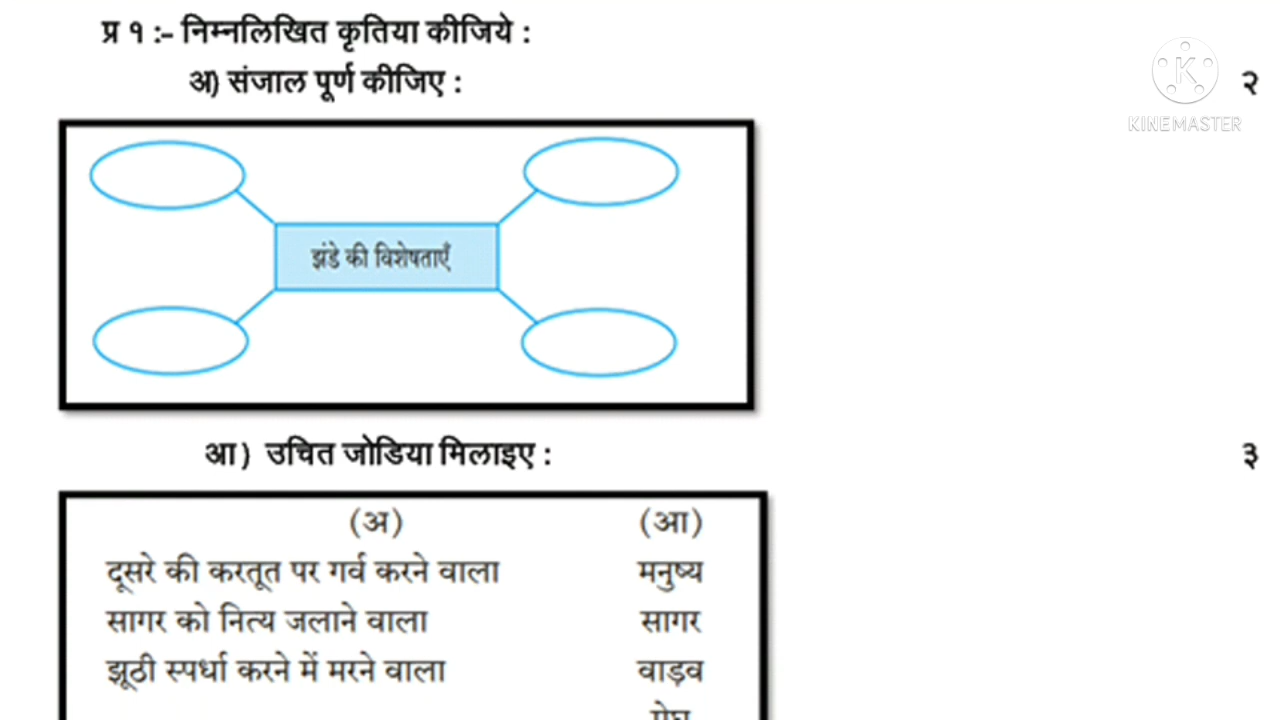 प्र १ :- निम्नलिखित कृतिया कीजिये :
अ) संजाल पूर्ण कीजिए : २
KINEMASTER
झंडे की विशेषताएँ
आ) उचित जोडिया मिलाइए : ३
(अ) (आ)
दूसरे की करतूत पर गर्व करने वाला मनुष्य
सागर को नित्य जलाने वाला सागर
झूठी स्पर्धा करने में मरने वाला वाड़व